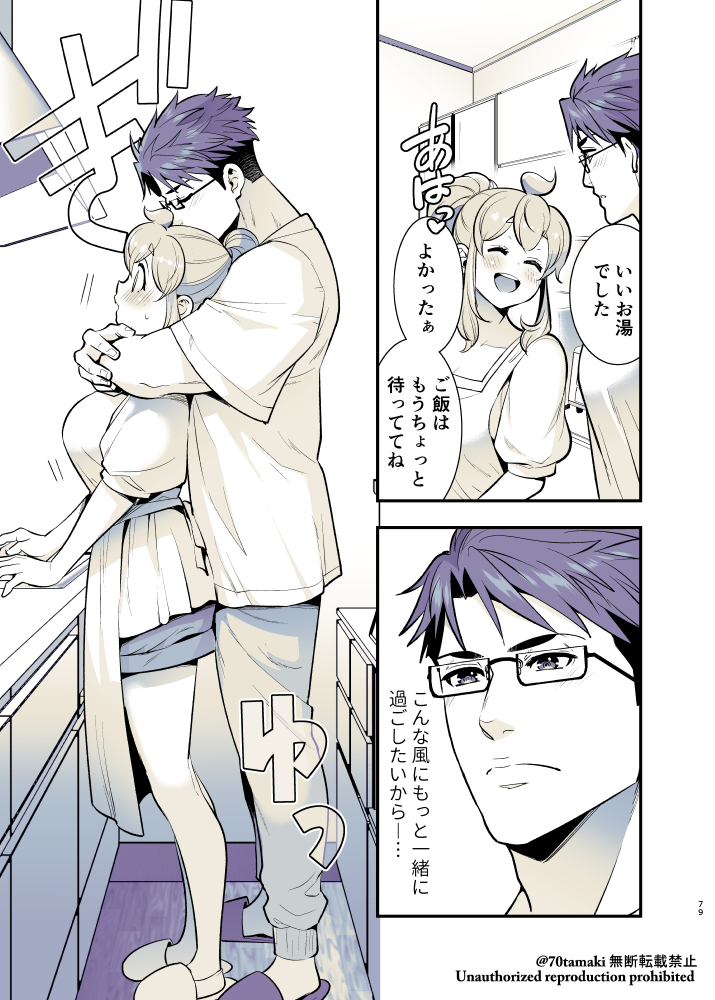 いいお湯
でした
あはっ♥
よかったぁ
ご飯は
もうちょっと
待っててね
こんな風にもっと一緒に
過ごしたいから―…
ぎゅっ
79
@70tamaki 無断転載禁止
Unauthorized reproduction prohibited